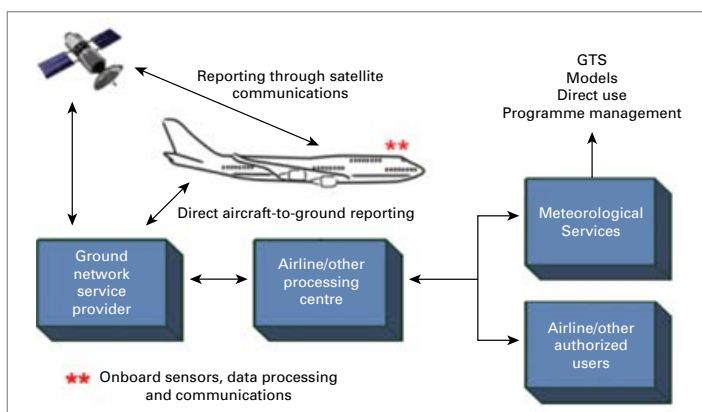 Reporting through satellite
communications
GTS
Models
Direct use
Programme management
**
Direct aircraft-to-ground reporting
Ground
network
service
provider
Airline/other
processing
centre
Meteorological
Services
Airline/other
authorized
users
** Onboard sensors, data processing
and communications